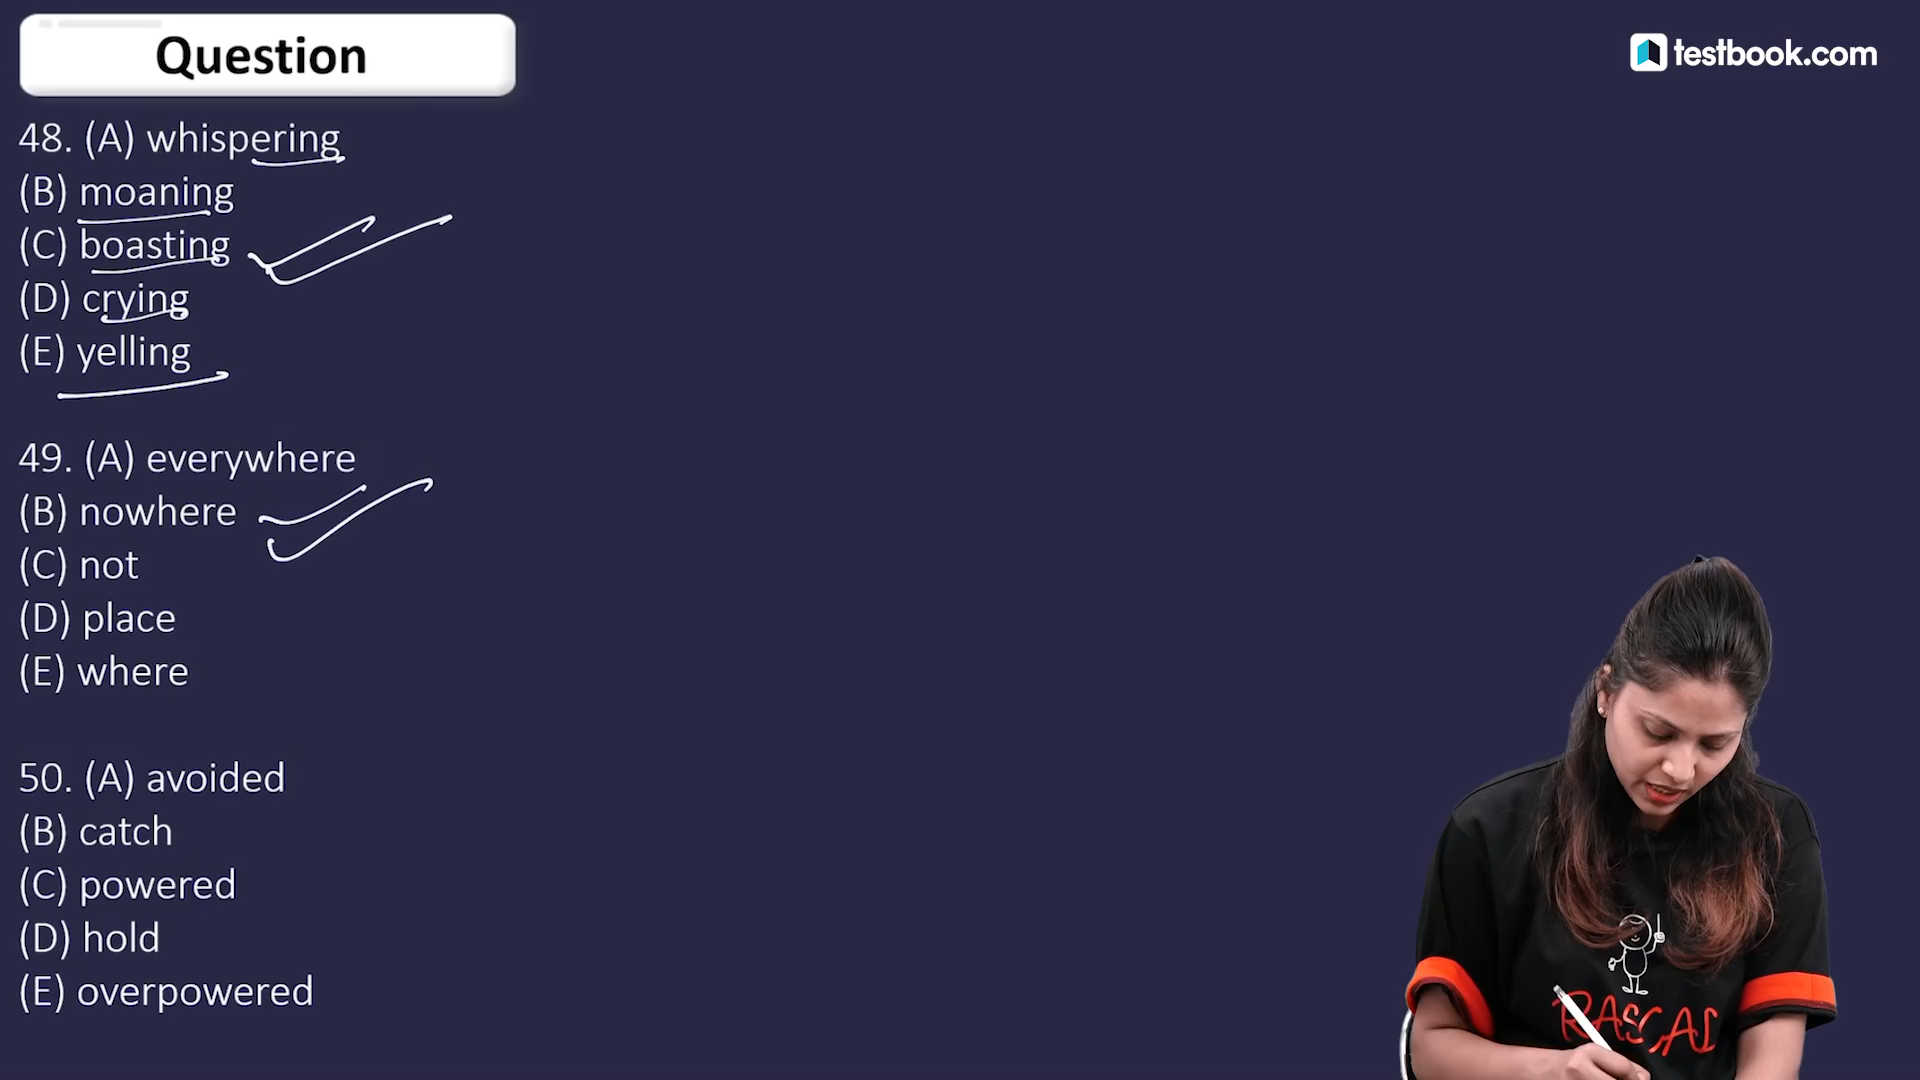 Question
testbook.com
48. (A) whispering
(B) moaning
(C) boasting
(D) crying
(E) yelling
49. (A) everywhere
(B) nowhere
(C) not
(D) place
(E) where
50. (A) avoided
(B) catch
(C) powered
(D) hold
(E) overpowered
RASCAL